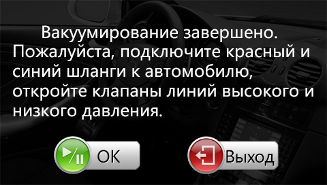 Вакуумирование завершено.
Пожалуйста, подключите красный и
синий шланги к автомобилю,
откройте клапаны линий высокого и
низкого давления.
OK Выход